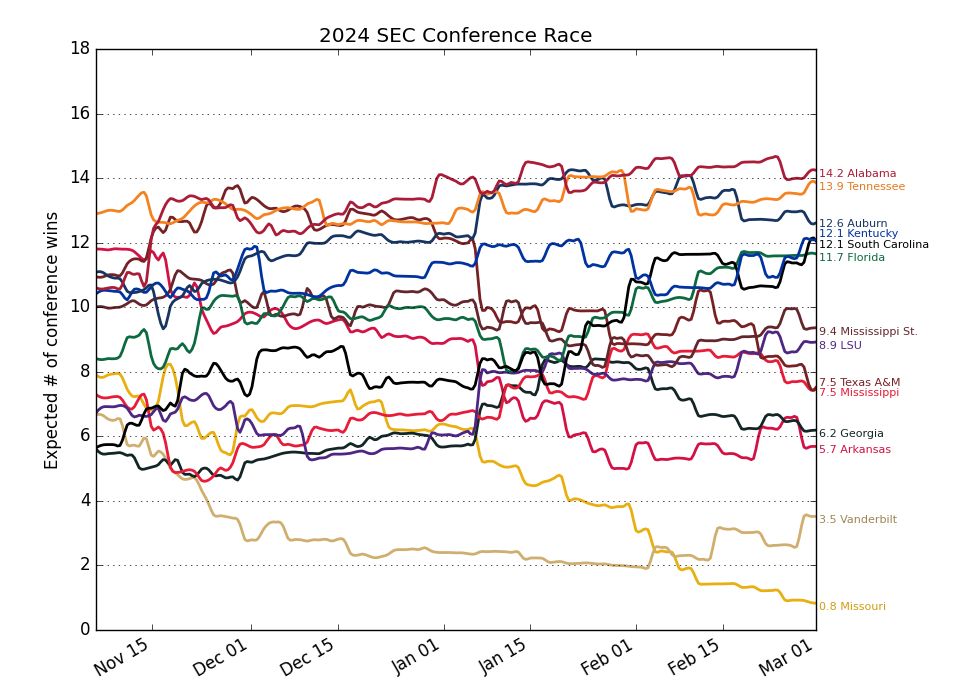 2024 SEC Conference Race
Expected # of conference wins
18
16
14
12
10
8
6
4
2
0
Nov 15
Dec 01
Dec 15
Jan 01
Jan 15
Feb 01
Feb 15
Mar 01
14.2 Alabama
13.9 Tennessee
12.6 Auburn
12.1 Kentucky
12.1 South Carolina
11.7 Florida
9.4 Mississippi St.
8.9 LSU
7.5 Texas A&M
7.5 Mississippi
6.2 Georgia
5.7 Arkansas
3.5 Vanderbilt
0.8 Missouri